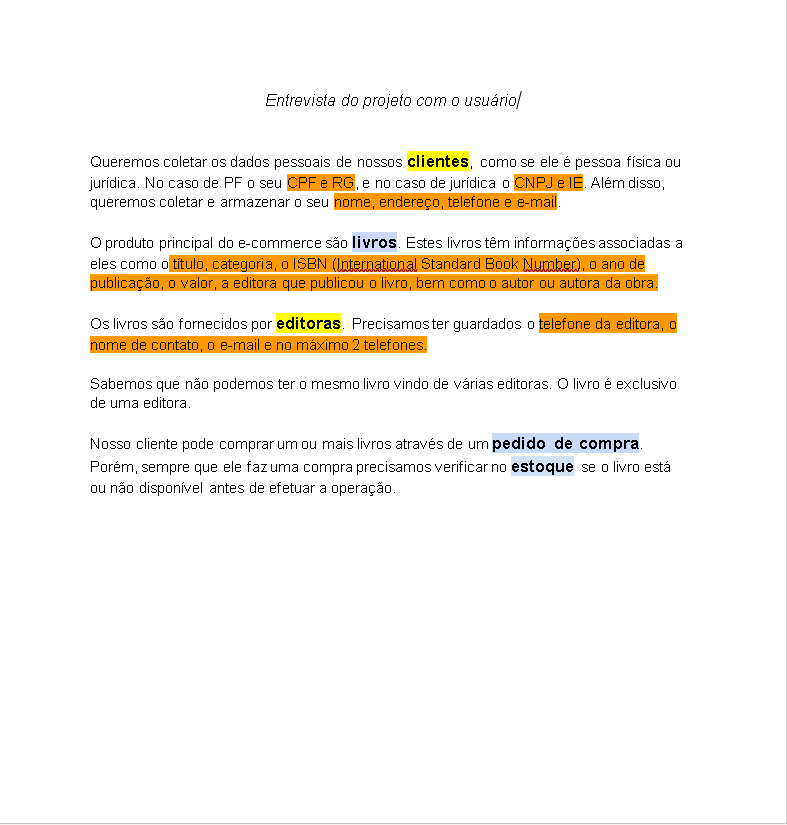 Entrevista do projeto com o usuário
Queremos coletar os dados pessoais de nossos clientes, como se ele é pessoa física ou
jurídica. No caso de PF o seu CPF e RG, e no caso de jurídica o CNPJ e IE. Além disso,
queremos coletar e armazenar o seu nome, endereço, telefone e e-mail.
O produto principal do e-commerce são livros. Estes livros têm informações associadas a
eles como o título, categoria, o ISBN (International Standard Book Number), o ano de
publicação, o valor, a editora que publicou o livro, bem como o autor ou autora da obra.
Os livros são fornecidos por editoras. Precisamos ter guardados o telefone da editora, o
nome de contato, o e-mail e no máximo 2 telefones.
Sabemos que não podemos ter o mesmo livro vindo de várias editoras. O livro é exclusivo
de uma editora.
Nosso cliente pode comprar um ou mais livros através de um pedido de compra.
Porém, sempre que ele faz uma compra precisamos verificar no estoque se o livro está
ou não disponível antes de efetuar a operação.